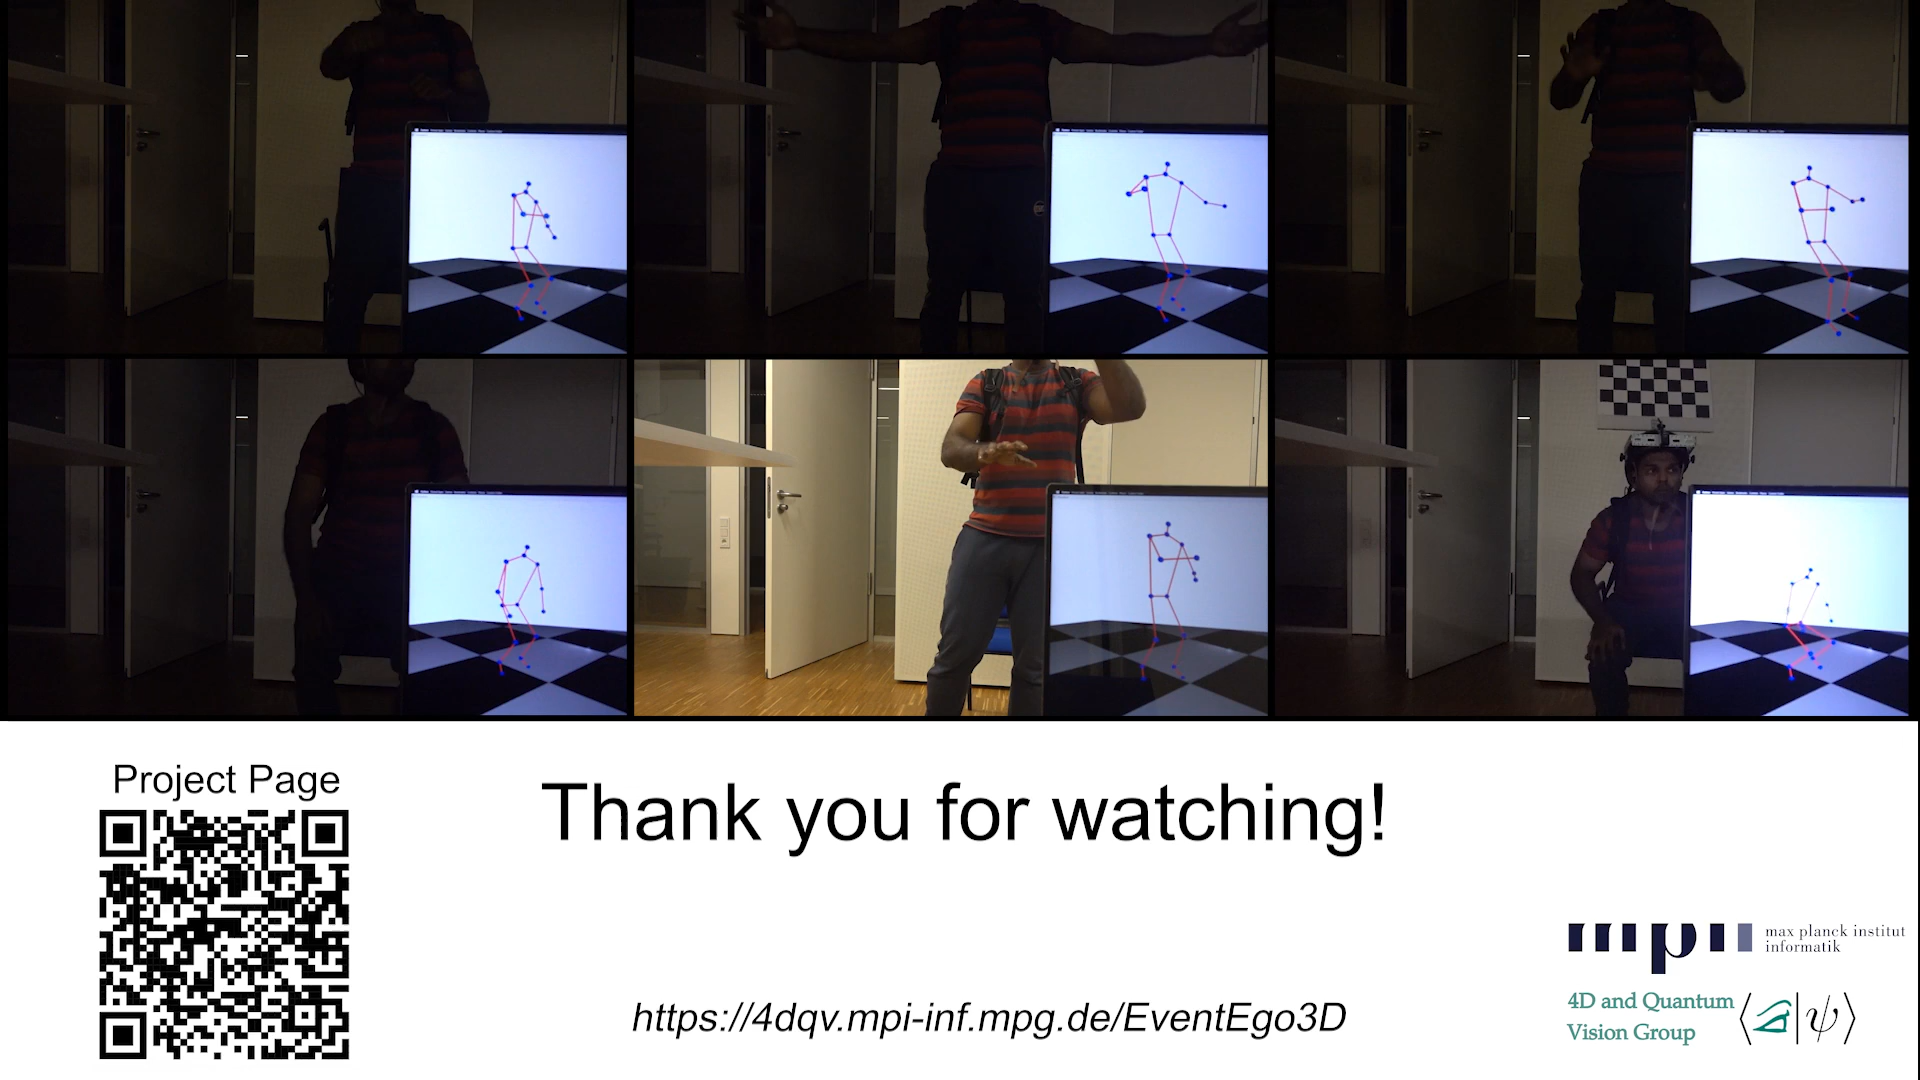 Project Page
Thank you for watching!
https://4dqv.mpi-inf.mpg.de/EventEgo3D
mpii max planck institut
informatik
4D and Quantum
Vision Group
⟨ | ψ⟩